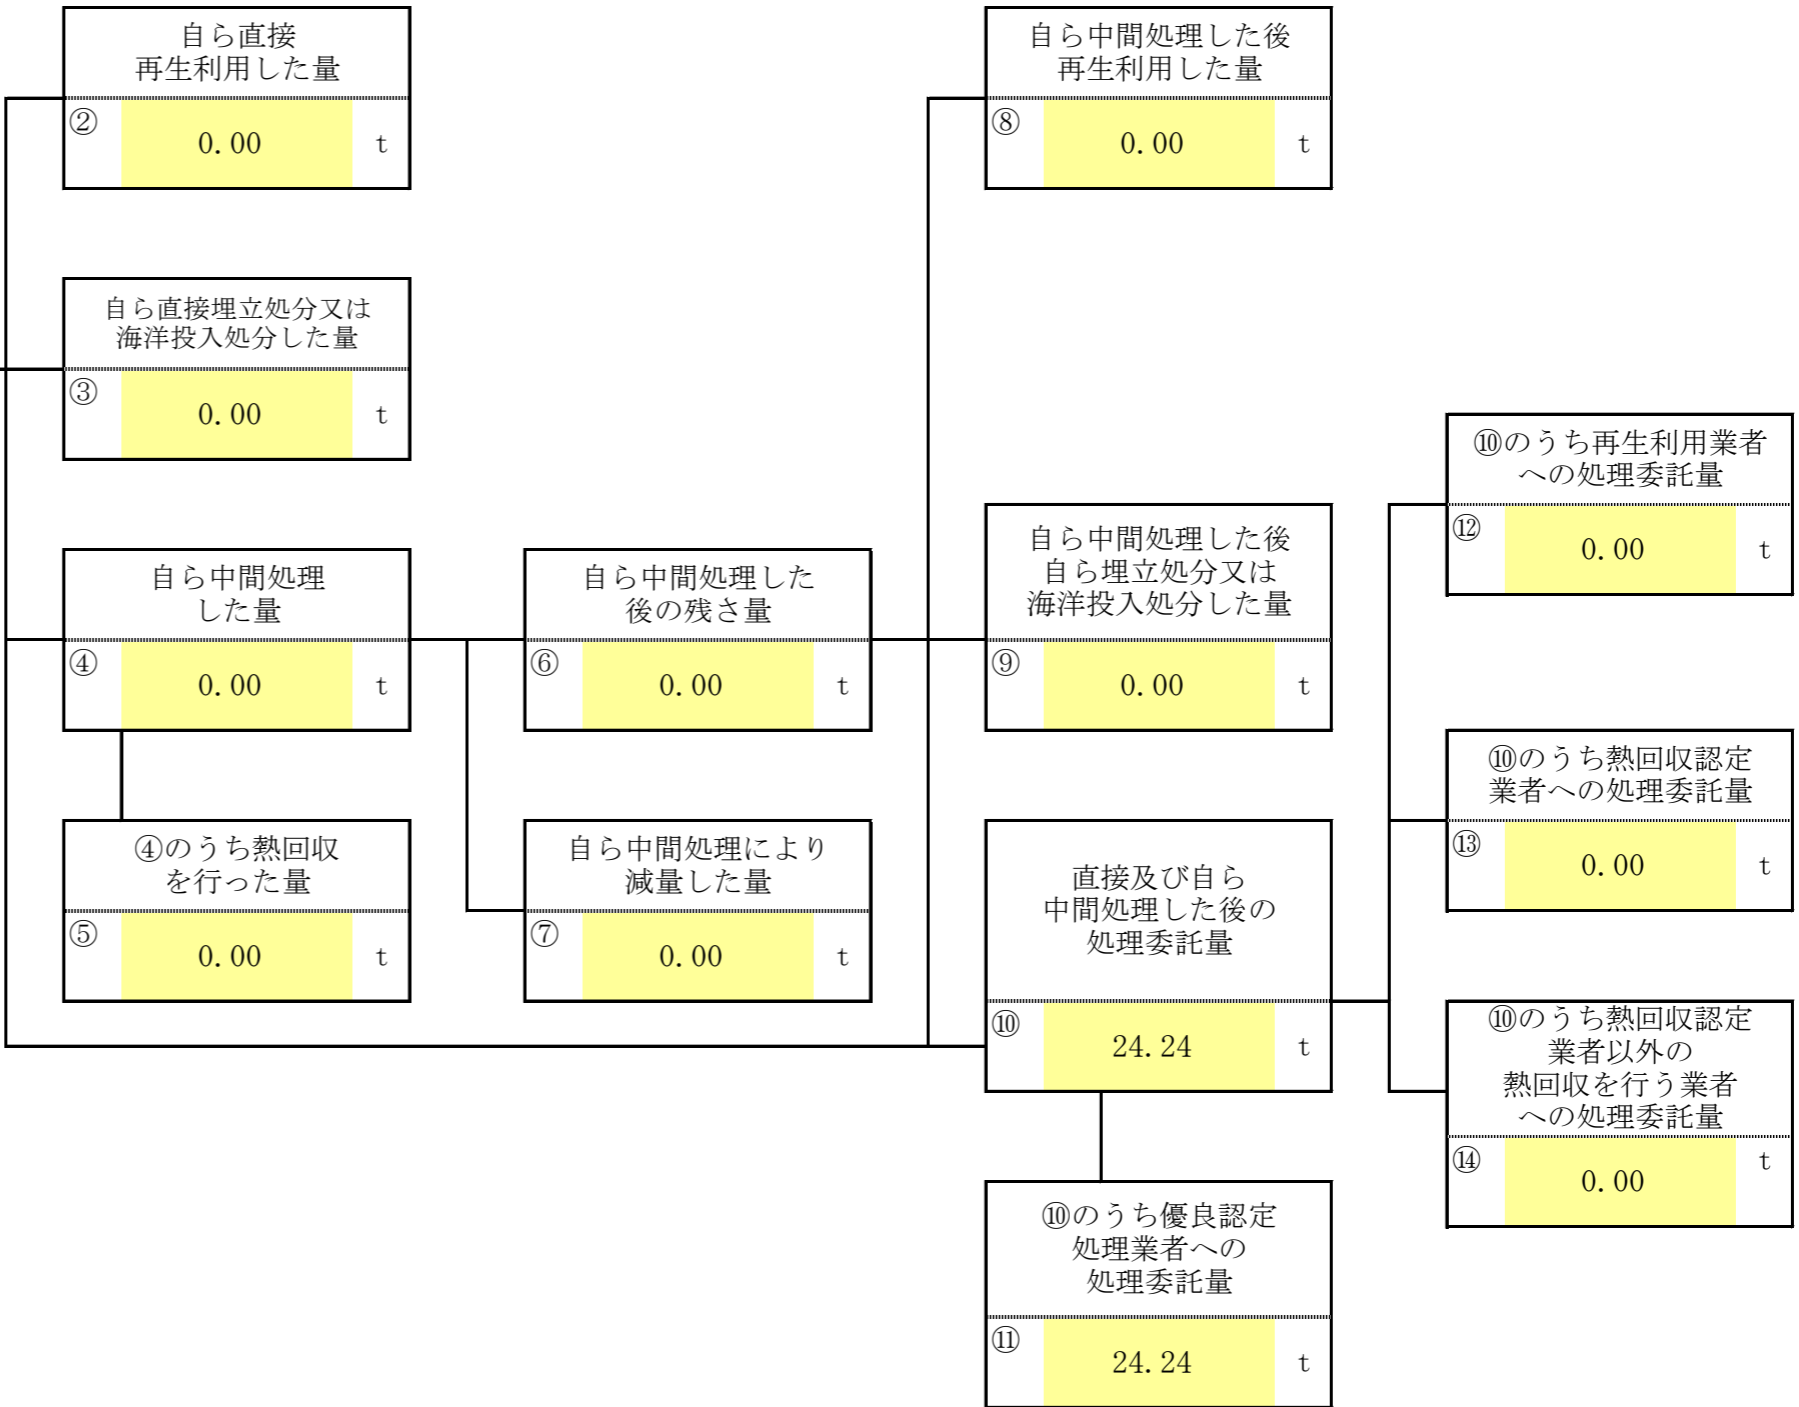 自ら直接
再生利用した量
② 0.00 t
自ら中間処理した後
再生利用した量
⑧ 0.00 t
自ら直接埋立処分又は
海洋投入処分した量
③ 0.00 t
⑩のうち再生利用業者
への処理委託量
⑫ 0.00 t
自ら中間処理
した量
④ 0.00 t
自ら中間処理した
後の残さ量
⑥ 0.00 t
自ら中間処理した後
自ら埋立処分又は
海洋投入処分した量
⑨ 0.00 t
⑩のうち熱回収認定
業者への処理委託量
⑬ 0.00 t
④のうち熱回収
を行った量
⑤ 0.00 t
自ら中間処理により
減量した量
⑦ 0.00 t
直接及び自ら
中間処理した後の
処理委託量
⑩ 24.24 t
⑩のうち熱回収認定
業者以外の
熱回収を行う業者
への処理委託量
⑭ 0.00 t
⑩のうち優良認定
処理業者への
処理委託量
⑪ 24.24 t